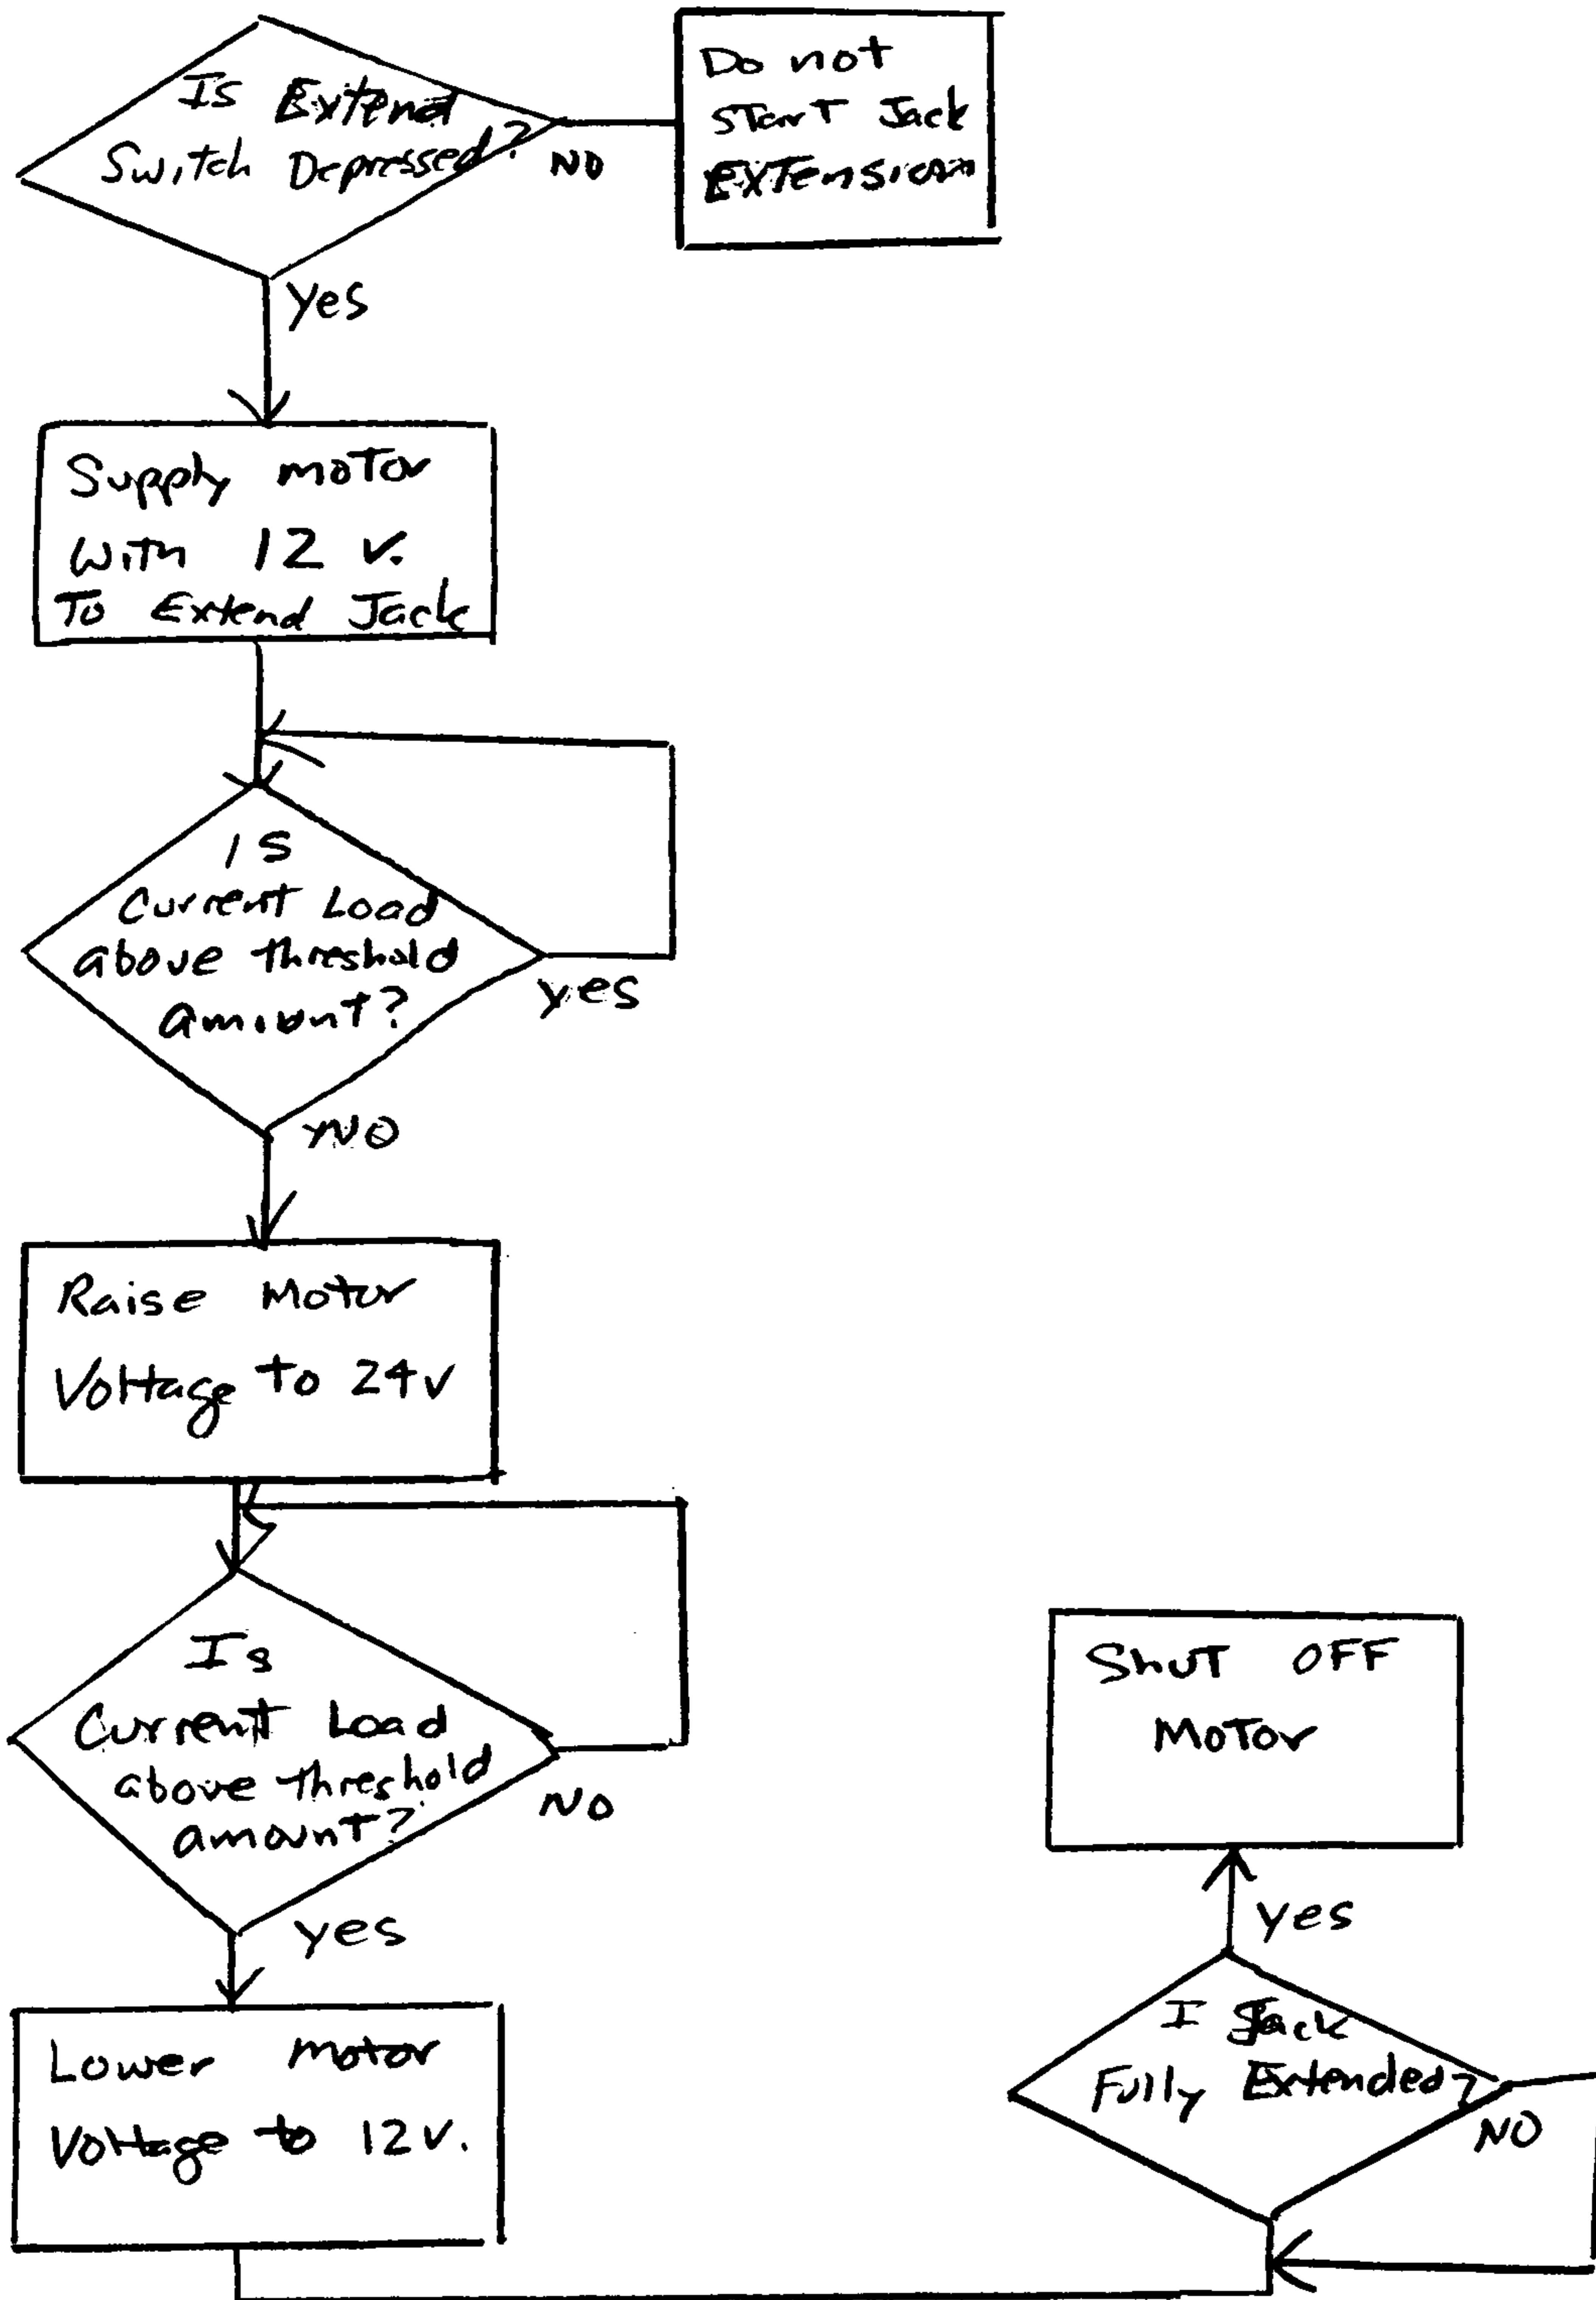 Is Extend
Switch Depressed?
NO
Do not
Start Jack
Extension
Yes
Supply motor
With 12 v.
To Extend Jack
Is
Current Load
above threshold
amount?
yes
NO
Raise Motor
Voltage to 24v
Is
Current Load
above threshold
amount?
NO
yes
Lower motor
Voltage to 12v.
Shut OFF
Motor
yes
I Jack
Fully Extended?
NO